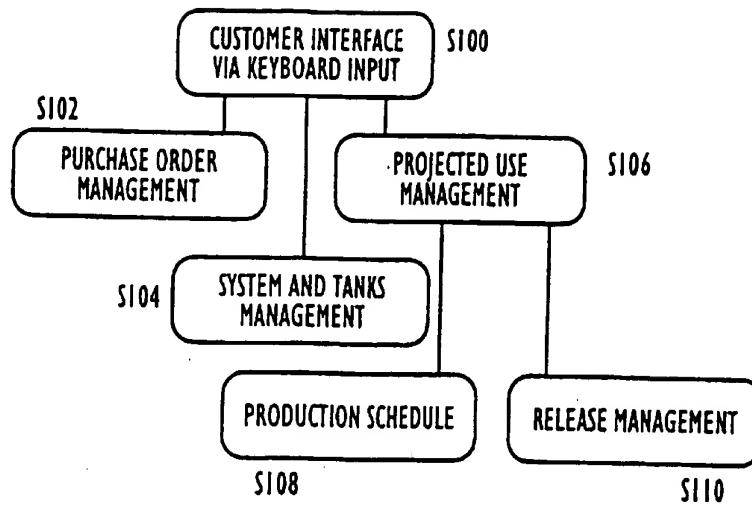 CUSTOMER INTERFACE
VIA KEYBOARD INPUT
S100
S102
PURCHASE ORDER
MANAGEMENT
PROJECTED USE
MANAGEMENT
S106
S104
SYSTEM AND TANKS
MANAGEMENT
PRODUCTION SCHEDULE
RELEASE MANAGEMENT
S108
S110